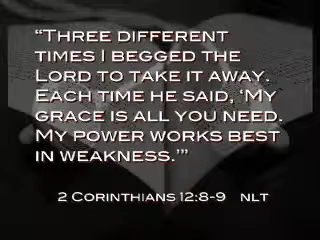 “Three different
times I begged the
Lord to take it away.
Each time he said, ‘My
grace is all you need.
My power works best
in weakness.’”
2 Corinthians 12:8-9 NLT